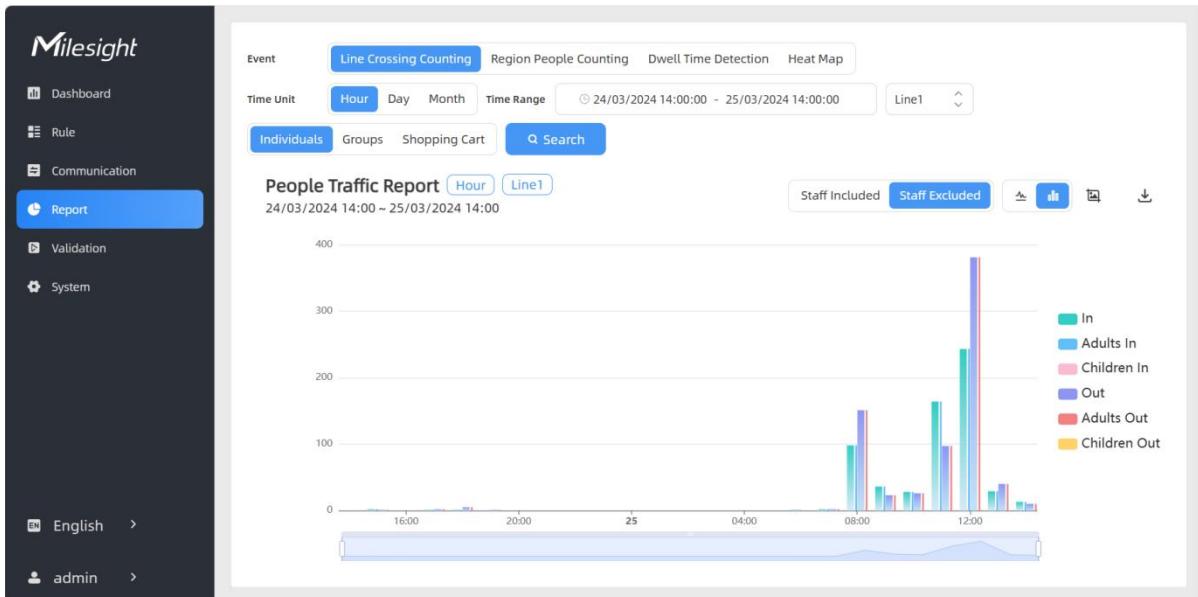 Milesight
Dashboard
Rule
Communication
Report
Validation
System
EN English >
admin >
Event Line Crossing Counting Region People Counting Dwell Time Detection Heat Map
Time Unit Hour Day Month Time Range 24/03/2024 14:00:00 - 25/03/2024 14:00:00 Line1
Individuals Groups Shopping Cart Search
People Traffic Report Hour Line1
24/03/2024 14:00 ~ 25/03/2024 14:00
Staff Included Staff Excluded
400
300
200
100
0
16:00 20:00 25 04:00 08:00 12:00
In
Adults In
Children In
Out
Adults Out
Children Out